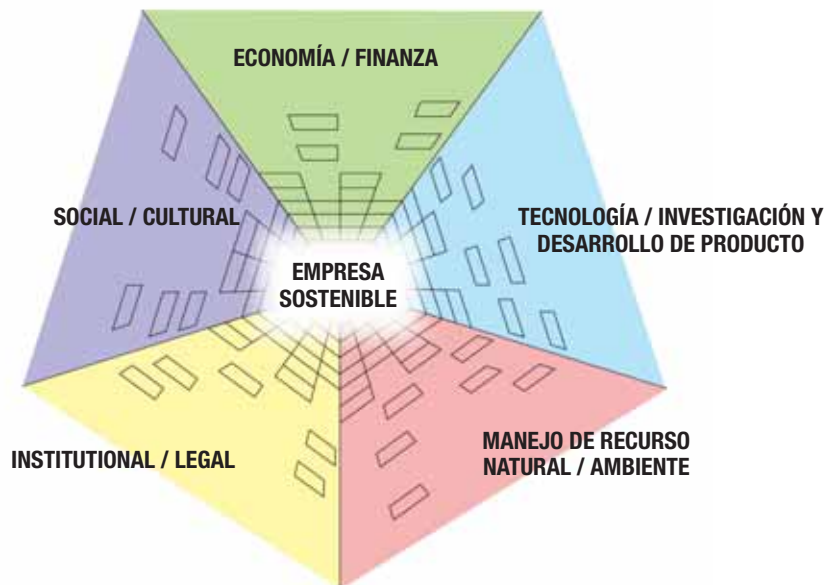 ECONOMÍA / FINANZA
SOCIAL / CULTURAL
TECNOLOGÍA / INVESTIGACIÓN Y
DESARROLLO DE PRODUCTO
EMPRESA
SOSTENIBLE
INSTITUTIONAL / LEGAL
MANEJO DE RECURSO
NATURAL / AMBIENTE